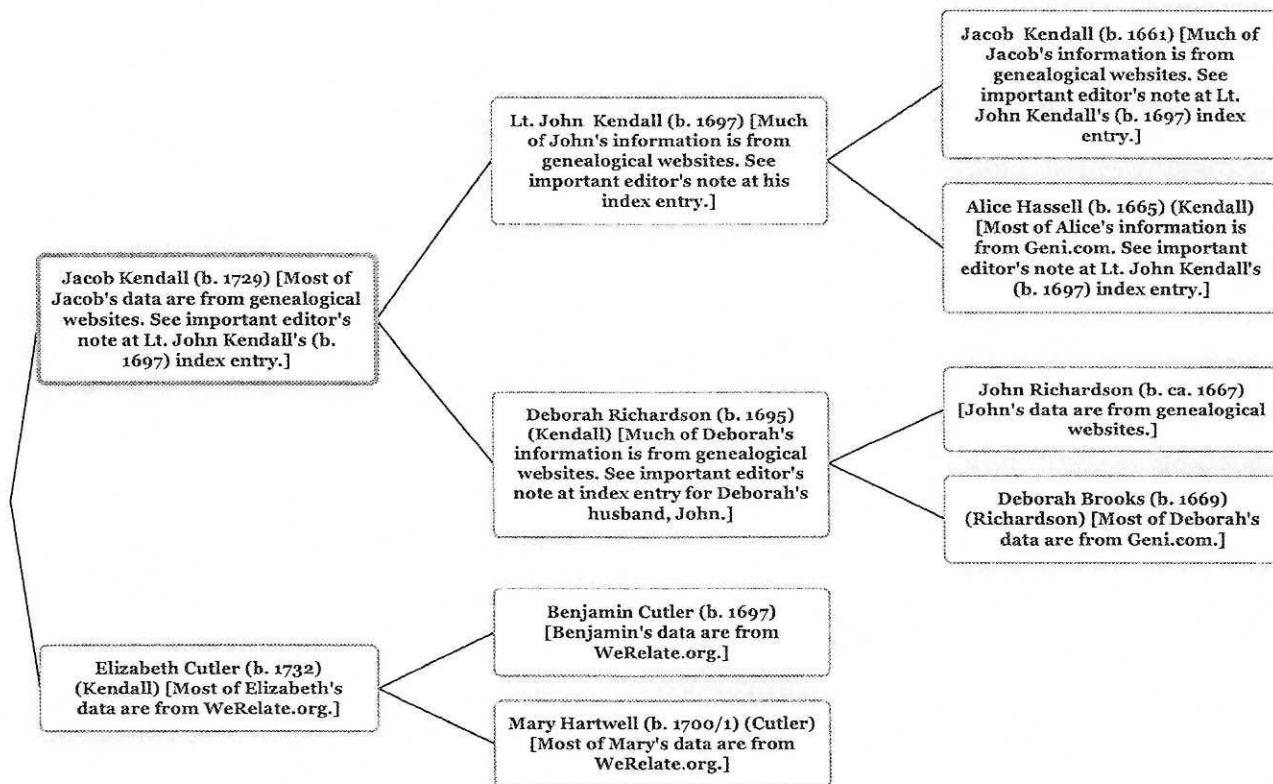 Jacob Kendall (b. 1661) [Much of
Jacob's information is from
genealogical websites. See
important editor's note at Lt.
John Kendall's (b. 1697) index
entry.]
Lt. John Kendall (b. 1697) [Much
of John's information is from
genealogical websites. See
important editor's note at his
index entry.]
Alice Hassell (b. 1665) (Kendall)
[Most of Alice's information is
from Geni.com. See important
editor's note at Lt. John Kendall's
(b. 1697) index entry.]
Jacob Kendall (b. 1729) [Most of
Jacob's data are from genealogical
websites. See important editor's
note at Lt. John Kendall's (b.
1697) index entry.]
John Richardson (b. ca. 1667)
[John's data are from genealogical
websites.]
Deborah Richardson (b. 1695)
(Kendall) [Much of Deborah's
information is from genealogical
websites. See important editor's
note at index entry for Deborah's
husband, John.]
Deborah Brooks (b. 1669)
(Richardson) [Most of Deborah's
data are from Geni.com.]
Benjamin Cutler (b. 1697)
[Benjamin's data are from
WeRelate.org.]
Elizabeth Cutler (b. 1732)
(Kendall) [Most of Elizabeth's
data are from WeRelate.org.]
Mary Hartwell (b. 1700/1) (Cutler)
[Most of Mary's data are from
WeRelate.org.]